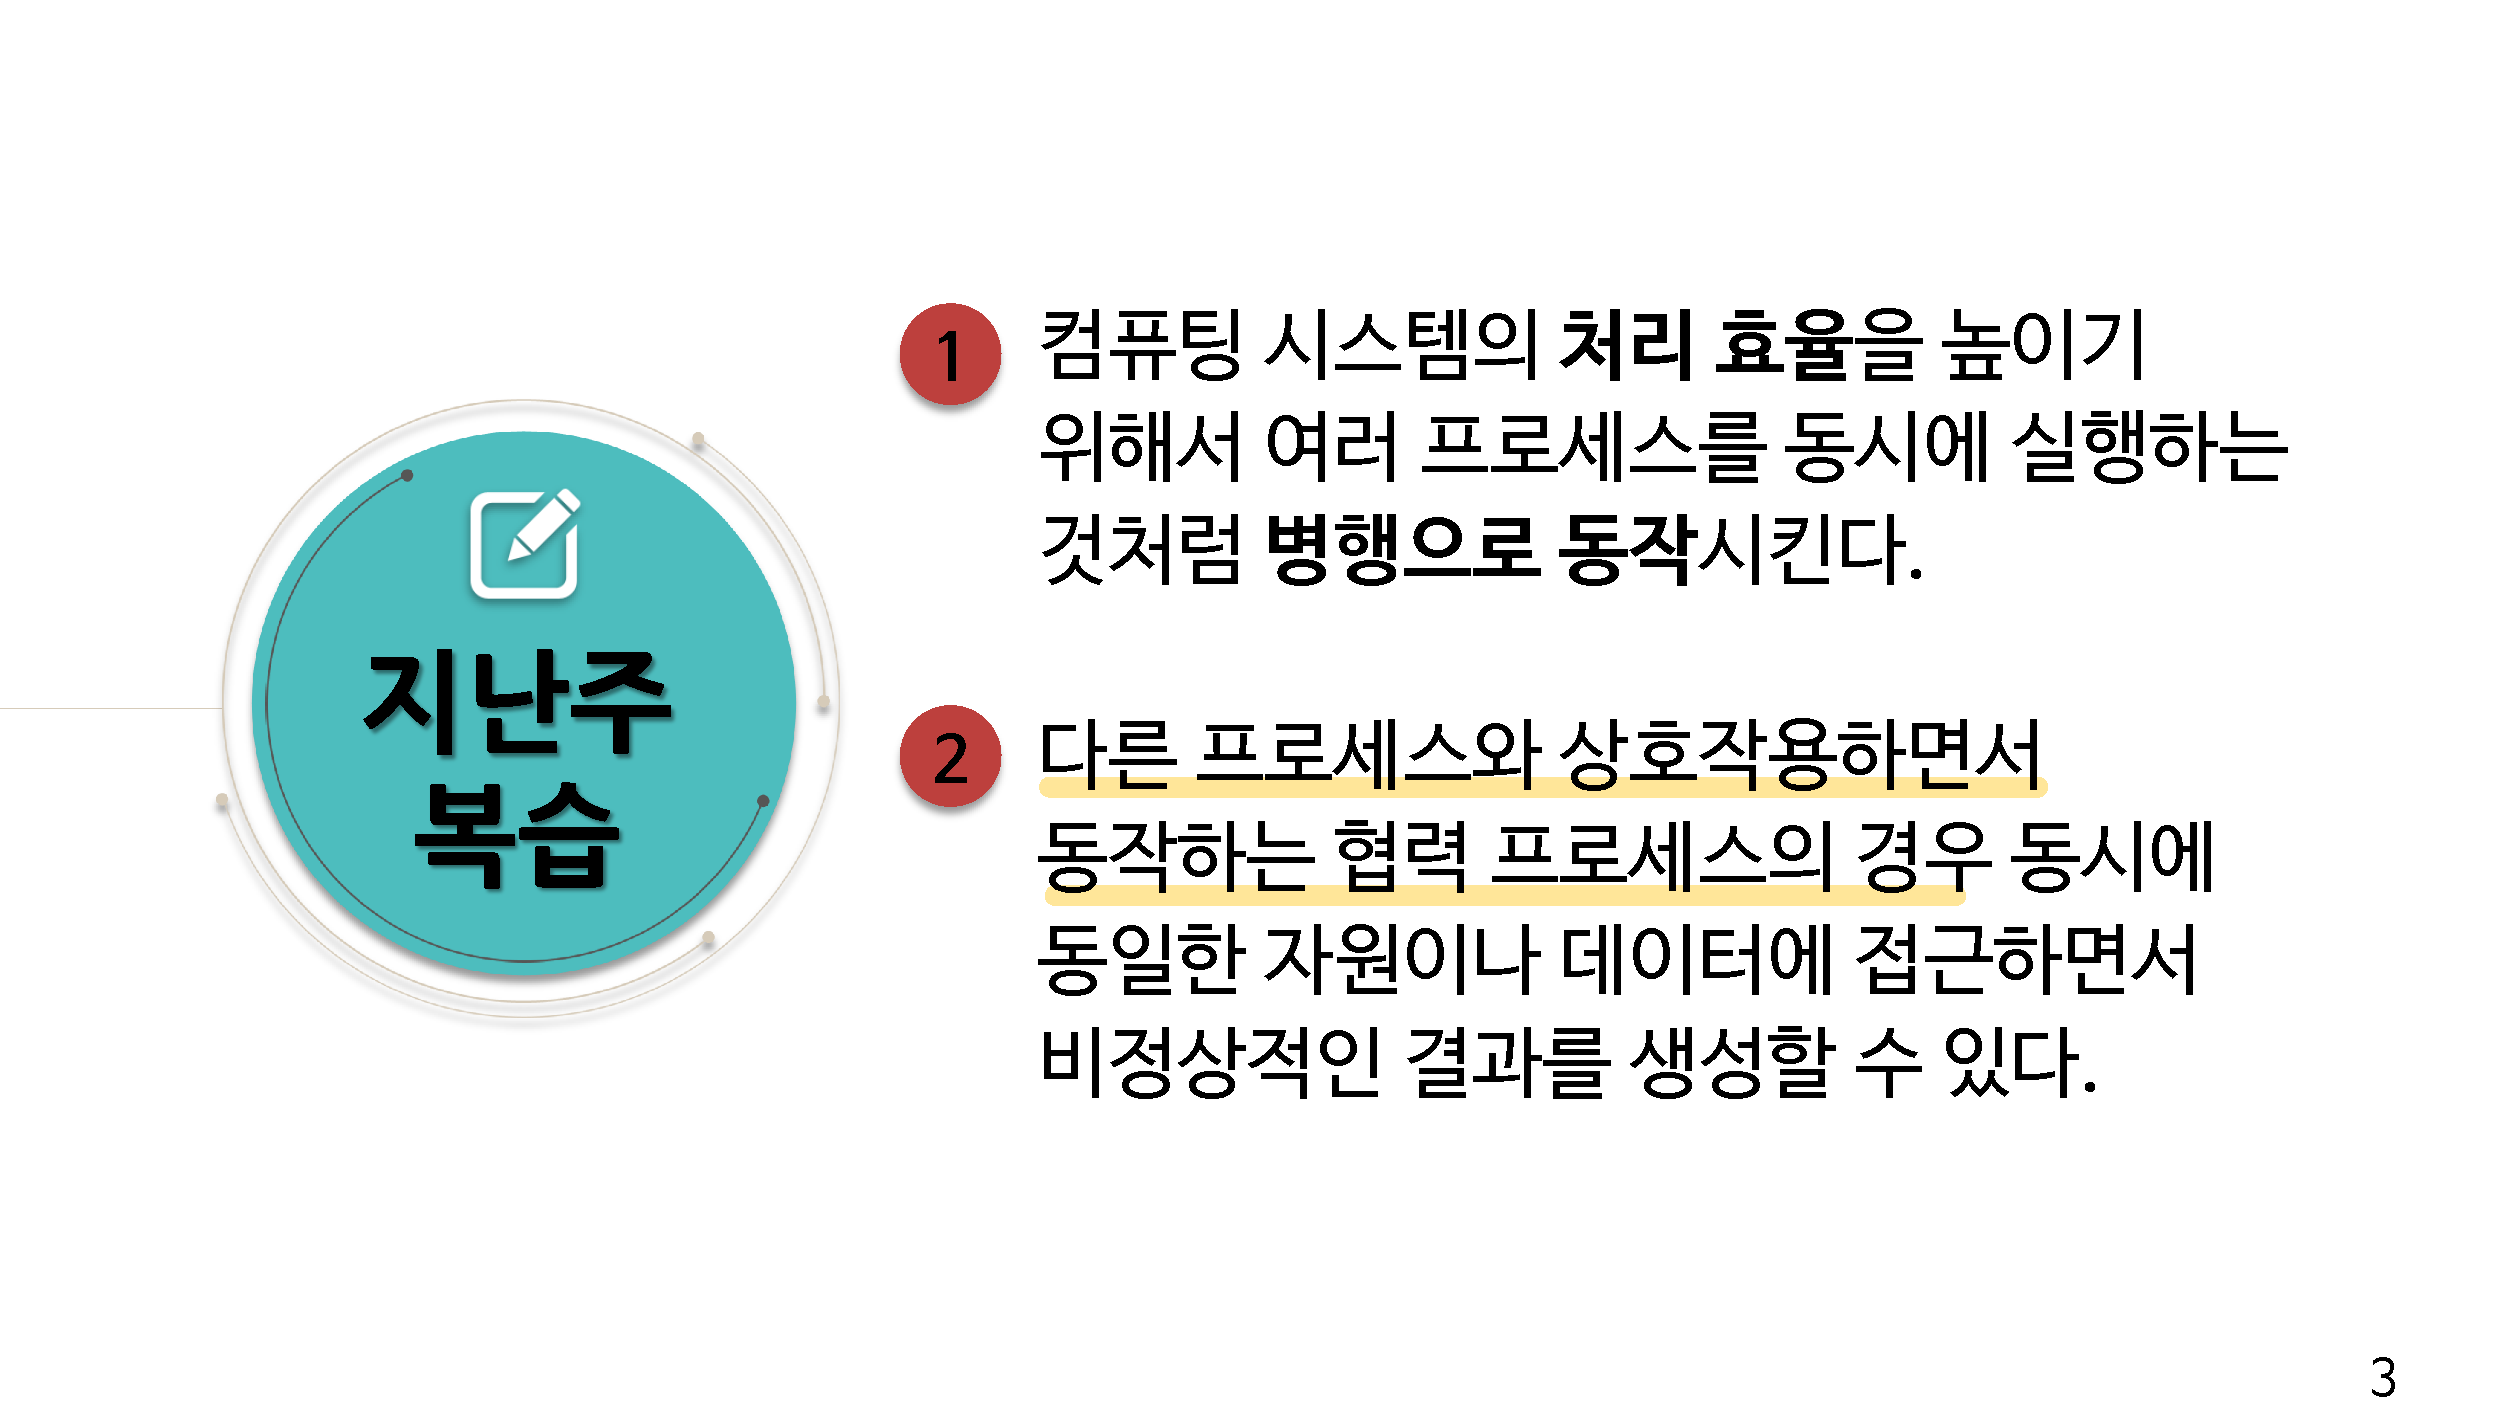 지난주
복습
1
컴퓨팅 시스템의 처리 효율을 높이기
위해서 여러 프로세스를 동시에 실행하는
것처럼 병행으로 동작시킨다.
2
다른 프로세스와 상호작용하면서
동작하는 협력 프로세스의 경우 동시에
동일한 자원이나 데이터에 접근하면서
비정상적인 결과를 생성할 수 있다.
3